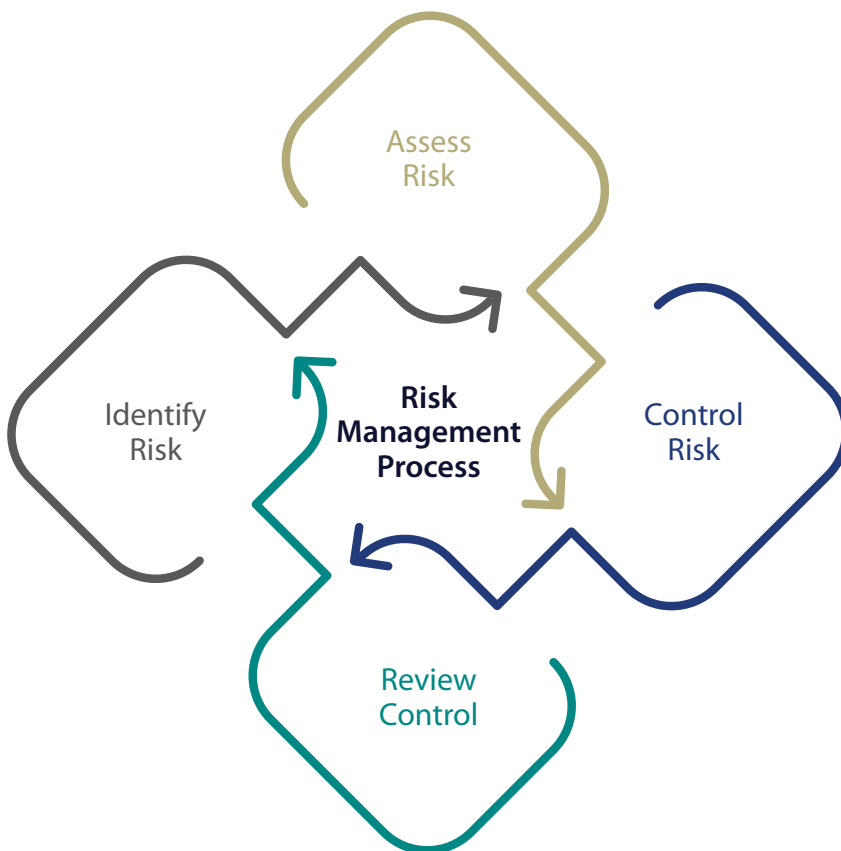 Assess
Risk
Identify
Risk
Risk
Management
Process
Control
Risk
Review
Control